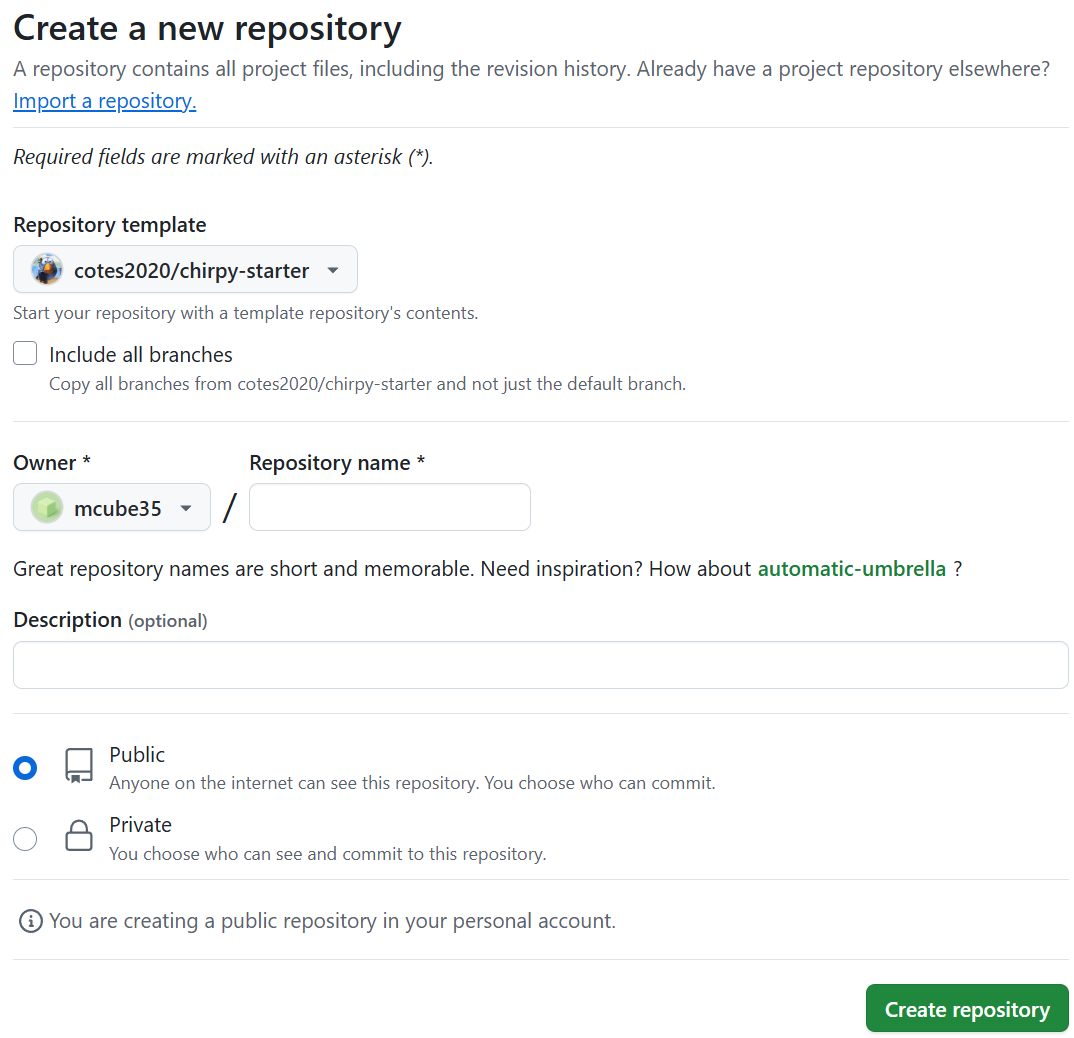 Create a new repository
A repository contains all project files, including the revision history. Already have a project repository elsewhere?
Import a repository.
Required fields are marked with an asterisk (*).
Repository template
cotes2020/chirpy-starter
Start your repository with a template repository's contents.
Include all branches
Copy all branches from cotes2020/chirpy-starter and not just the default branch.
Owner * Repository name *
mcube35 /
Great repository names are short and memorable. Need inspiration? How about automatic-umbrella ?
Description (optional)
Public
Anyone on the internet can see this repository. You choose who can commit.
Private
You choose who can see and commit to this repository.
You are creating a public repository in your personal account.
Create repository